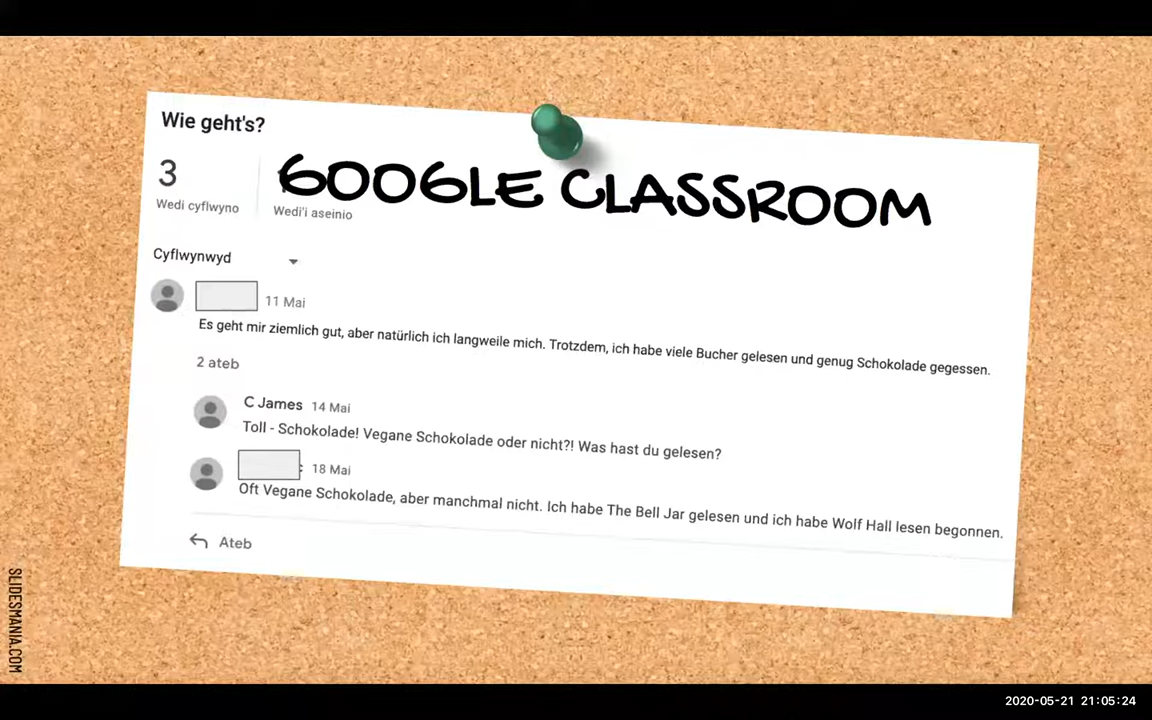 Wie geht's?
GOOGLE CLASSROOM
3
Wedi cyflwyno
Wedi'i aseinio
Cyflwynwyd
11 Mai
Es geht mir ziemlich gut, aber natürlich ich langweile mich. Trotzdem, ich habe viele Bucher gelesen und genug Schokolade gegessen.
2 ateb
C James 14 Mai
Toll - Schokolade! Vegane Schokolade oder nicht?! Was hast du gelesen?
18 Mai
Oft Vegane Schokolade, aber manchmal nicht. Ich habe The Bell Jar gelesen und ich habe Wolf Hall lesen begonnen.
Ateb
SLIDESMANIA.COM
2020-05-21 21:05:24